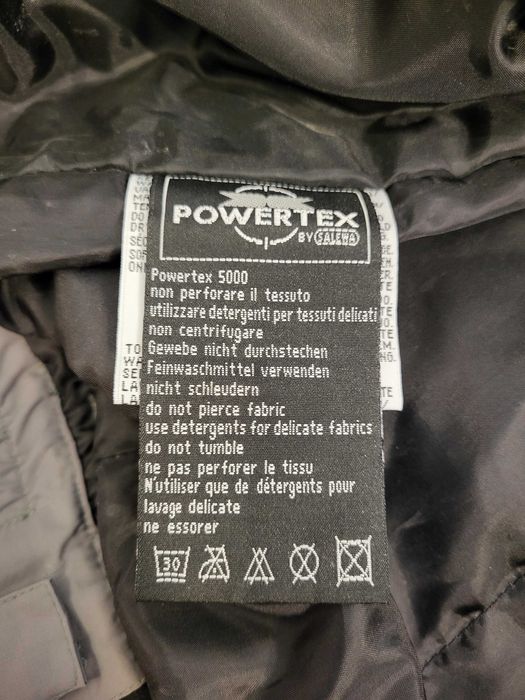 POWERTEX
BY SALEWA
Powertex 5000
non perforare il tessuto
utilizzare detergenti per tessuti delicati
non centrifugare
Gewebe nicht durchstechen
Feinwaschmittel verwenden
nicht schleudern
do not pierce fabric
use detergents for delicate fabrics
do not tumble
ne pas perforer le tissu
N'utiliser que de détergents pour
lavage delicate
ne essorer
30